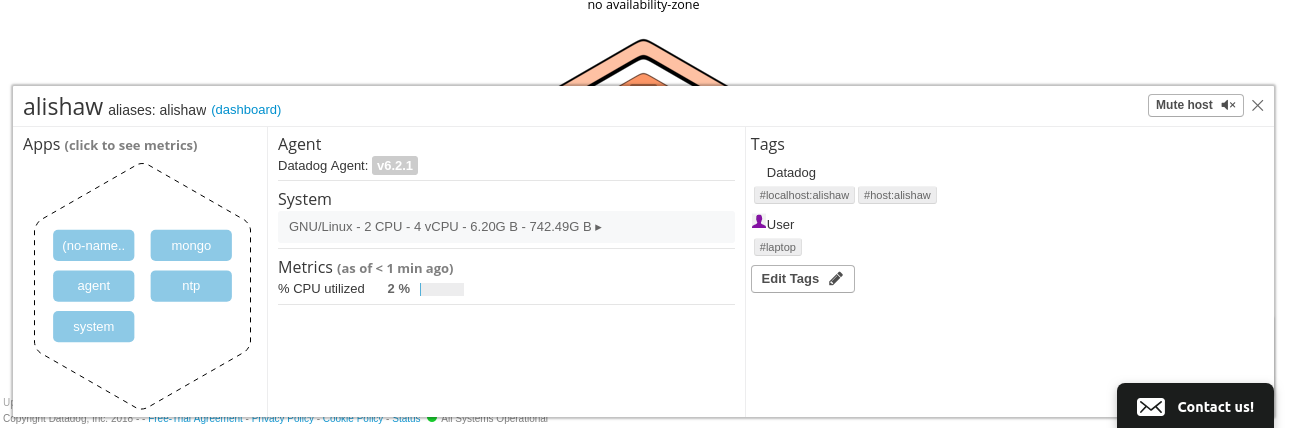 no availability-zone
alishaw aliases: alishaw (dashboard)
Mute host
Apps (click to see metrics)
(no-name..
mongo
agent
ntp
system
Agent
Datadog Agent: v6.2.1
System
GNU/Linux - 2 CPU - 4 vCPU - 6.20G B - 742.49G B ▸
Metrics (as of < 1 min ago)
% CPU utilized 2 %
Tags
Datadog
#localhost:alishaw #host:alishaw
User
#laptop
Edit Tags
Up
Copyright Datadog, Inc. 2018 - - Free-Trial Agreement - Privacy Policy - Cookie Policy - Status All Systems Operational
Contact us!